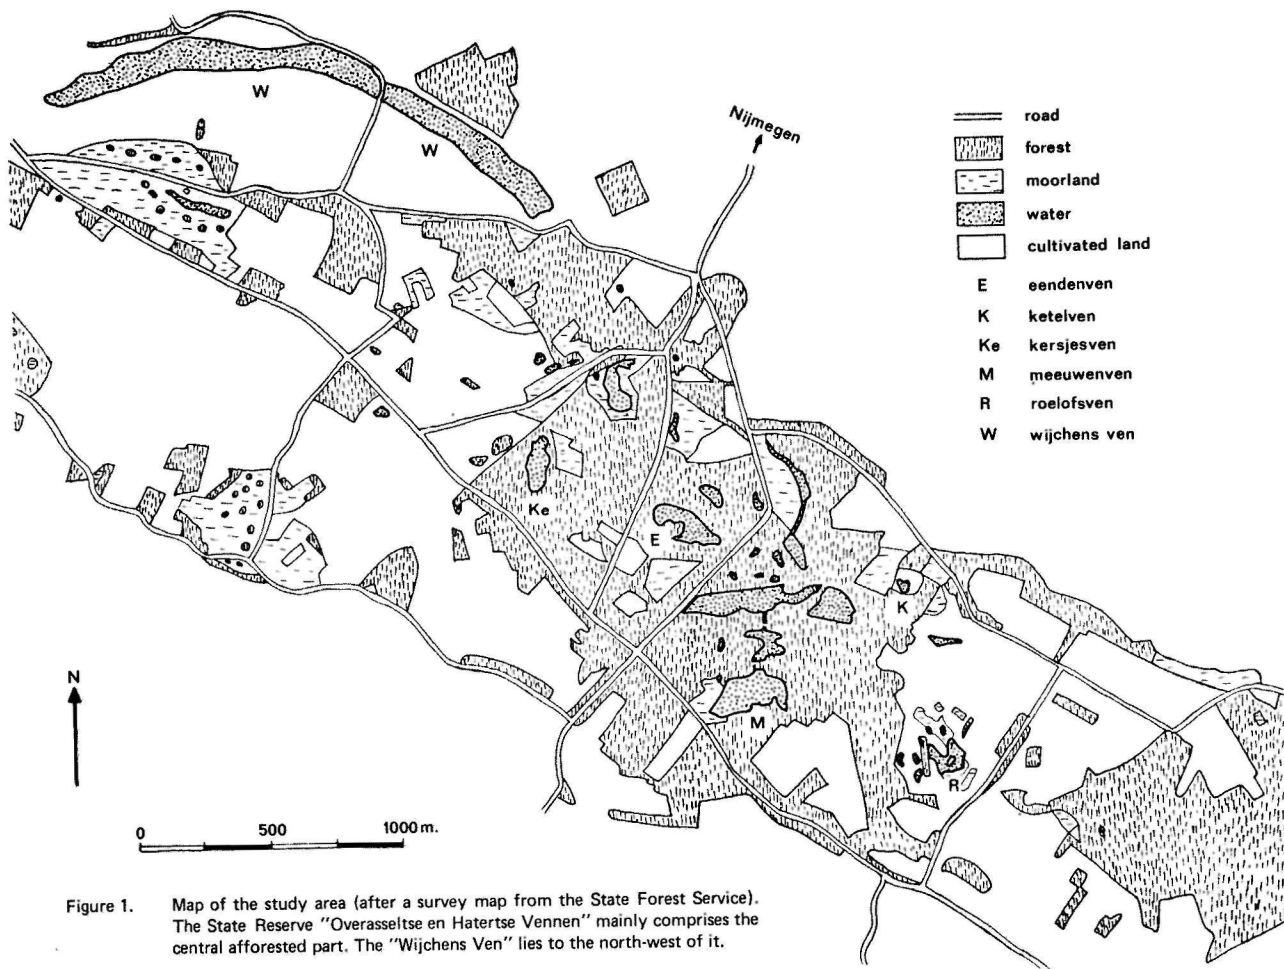 W
W
Nijmegen
road
forest
moorland
water
cultivated land
E eendenven
K ketelven
Ke kersjesven
M meeuwenven
R roelofsven
W wijchens ven
Ke
E
K
N
M
R
0 500 1000 m.
Figure 1. Map of the study area (after a survey map from the State Forest Service).
The State Reserve "Overasseltse en Hatertse Vennen" mainly comprises the
central afforested part. The "Wijchens Ven" lies to the north-west of it.